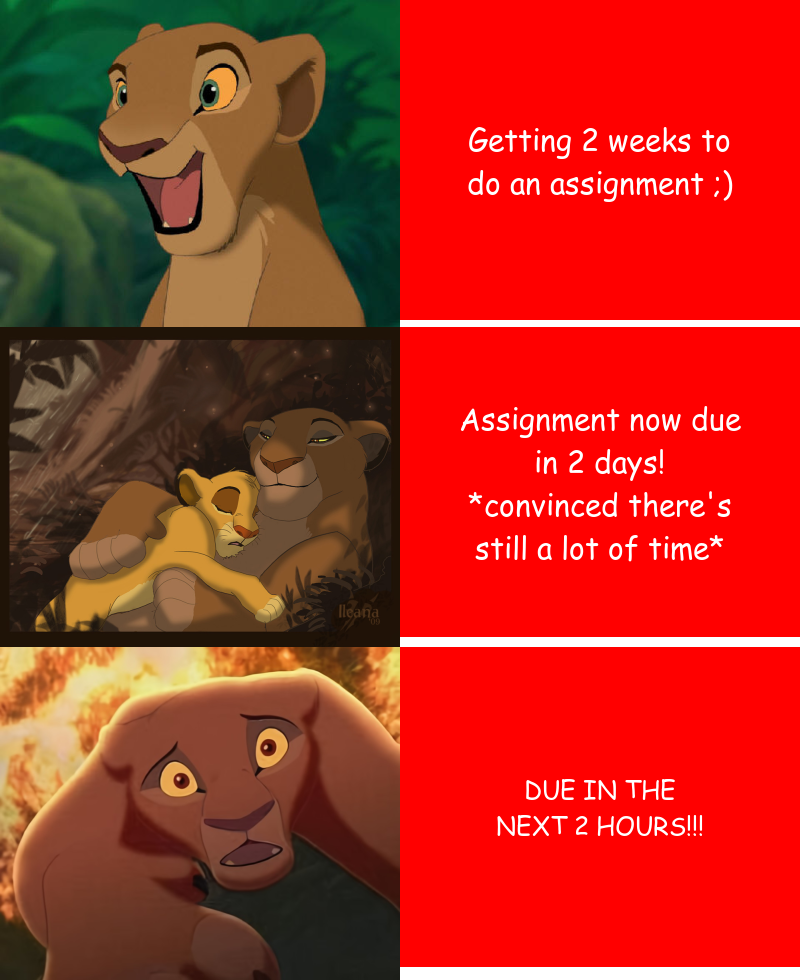 Getting 2 weeks to
do an assignment ;)
Assignment now due
in 2 days!
*convinced there's
still a lot of time*
Ileana
'09
DUE IN THE
NEXT 2 HOURS!!!